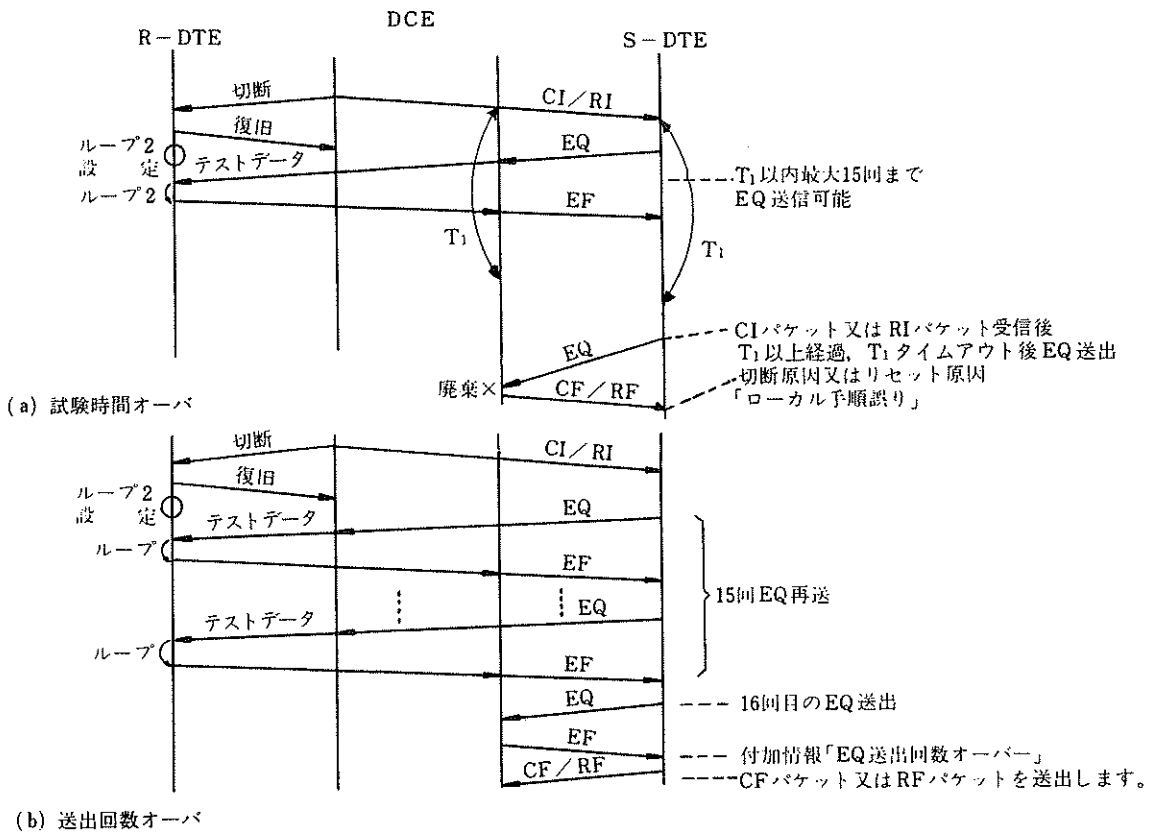 DCE
R－DTE
S－DTE
切断
CI／RI
復旧
ループ2
設　定
EQ
テストデータ
T₁以内最大15回まで
EQ送信可能
ループ2
EF
T₁
T₁
CIパケット又はRIパケット受信後
T₁以上経過，T₁タイムアウト後EQ送出
EQ
廃棄×
CF／RF
切断原因又はリセット原因
「ローカル手順誤り」
(a) 試験時間オーバ
切断
CI／RI
復旧
ループ2
設　定
EQ
テストデータ
ループ
EF
15回EQ再送
EQ
テストデータ
ループ
EF
EQ
16回目のEQ送出
EF
付加情報「EQ送出回数オーバー」
CF／RF
CFパケット又はRFパケットを送出します。
(b) 送出回数オーバ